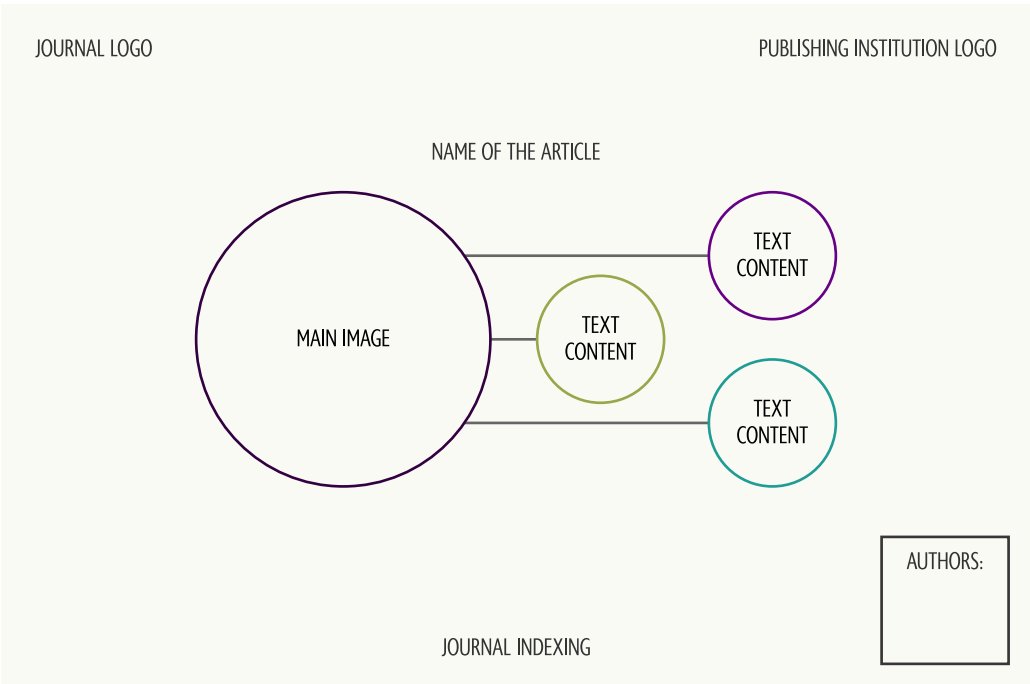 JOURNAL LOGO
PUBLISHING INSTITUTION LOGO
NAME OF THE ARTICLE
MAIN IMAGE
TEXT
CONTENT
TEXT
CONTENT
TEXT
CONTENT
AUTHORS:
JOURNAL INDEXING